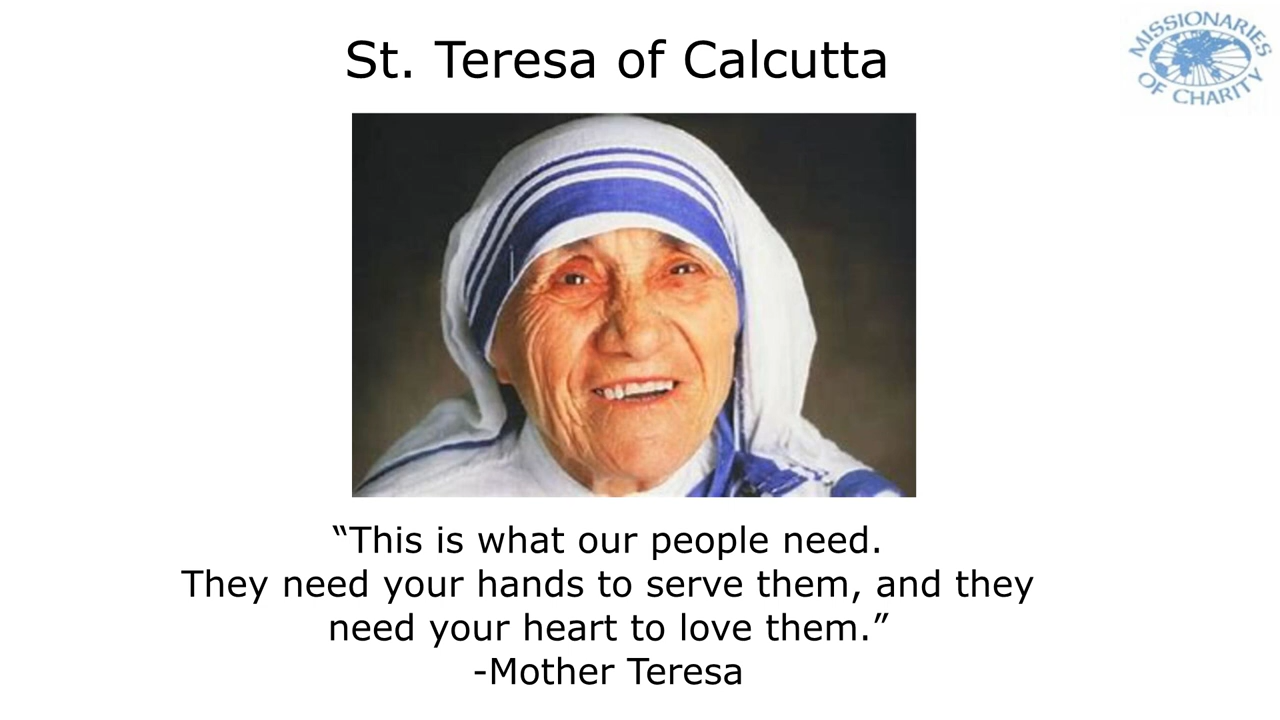 St. Teresa of Calcutta
MISSIONARIES
OF CHARITY
“This is what our people need.
They need your hands to serve them, and they
need your heart to love them.”
-Mother Teresa